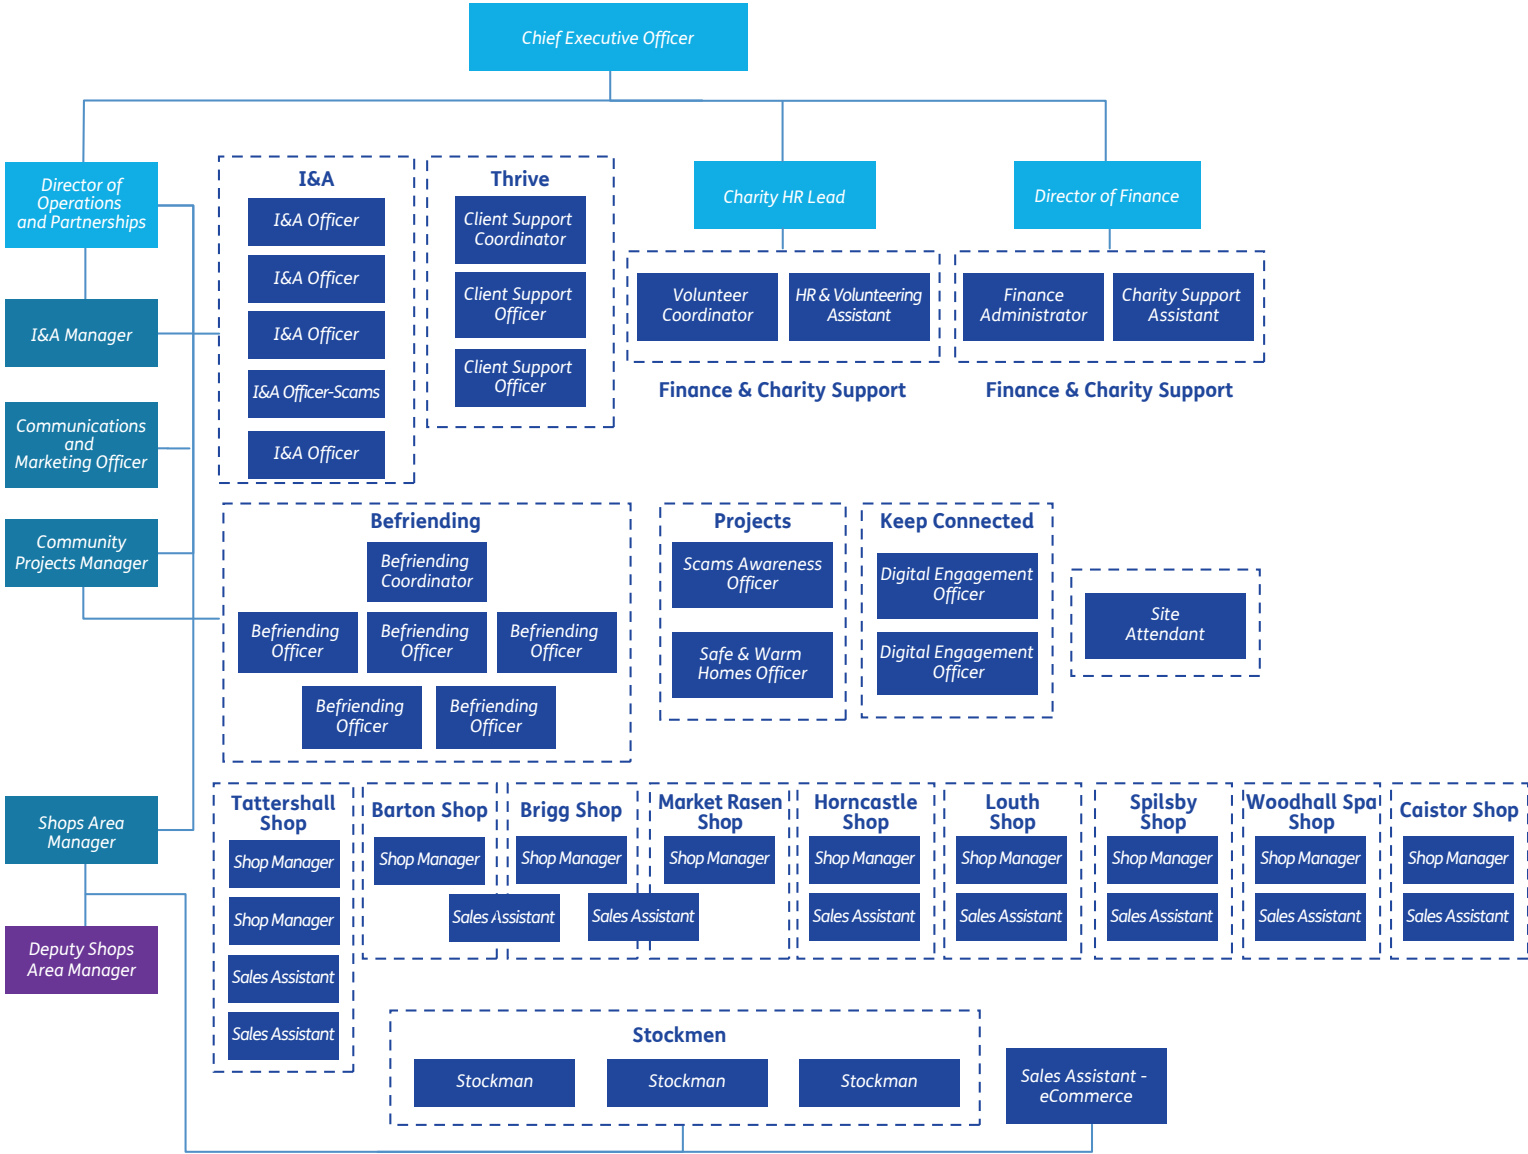 Chief Executive Officer
Director of
Operations
and Partnerships
I&A Manager
Communications
and
Marketing Officer
Community
Projects Manager
Shops Area
Manager
Deputy Shops
Area Manager
I&A
I&A Officer
I&A Officer
I&A Officer
I&A Officer-Scams
I&A Officer
Thrive
Client Support
Coordinator
Client Support
Officer
Client Support
Officer
Charity HR Lead
Volunteer
Coordinator
HR & Volunteering
Assistant
Finance & Charity Support
Director of Finance
Finance
Administrator
Charity Support
Assistant
Finance & Charity Support
Befriending
Befriending
Coordinator
Befriending
Officer
Befriending
Officer
Befriending
Officer
Befriending
Officer
Befriending
Officer
Projects
Scams Awareness
Officer
Safe & Warm
Homes Officer
Keep Connected
Digital Engagement
Officer
Digital Engagement
Officer
Site
Attendant
Tattershall
Shop
Shop Manager
Shop Manager
Sales Assistant
Sales Assistant
Barton Shop
Shop Manager
Sales Assistant
Brigg Shop
Shop Manager
Sales Assistant
Market Rasen
Shop
Shop Manager
Horncastle
Shop
Shop Manager
Sales Assistant
Louth
Shop
Shop Manager
Sales Assistant
Spilsby
Shop
Shop Manager
Sales Assistant
Woodhall Spa
Shop
Shop Manager
Sales Assistant
Caistor Shop
Shop Manager
Sales Assistant
Stockmen
Stockman
Stockman
Stockman
Sales Assistant -
eCommerce